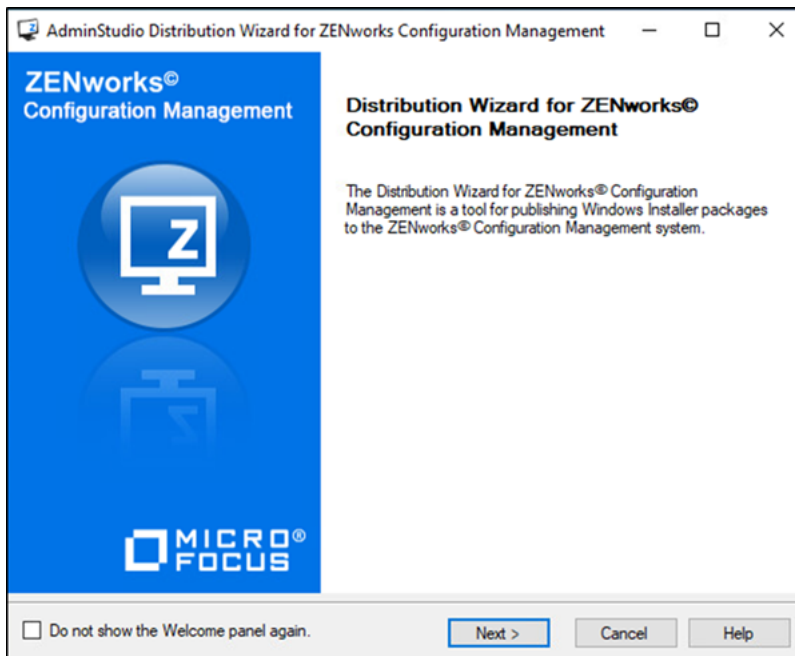 AdminStudio Distribution Wizard for ZENworks Configuration Management
ZENworks©
Configuration Management
Distribution Wizard for ZENworks©
Configuration Management
The Distribution Wizard for ZENworks® Configuration
Management is a tool for publishing Windows Installer packages
to the ZENworks® Configuration Management system.
Z
MICRO®
FOCUS
Do not show the Welcome panel again.
Next >
Cancel
Help